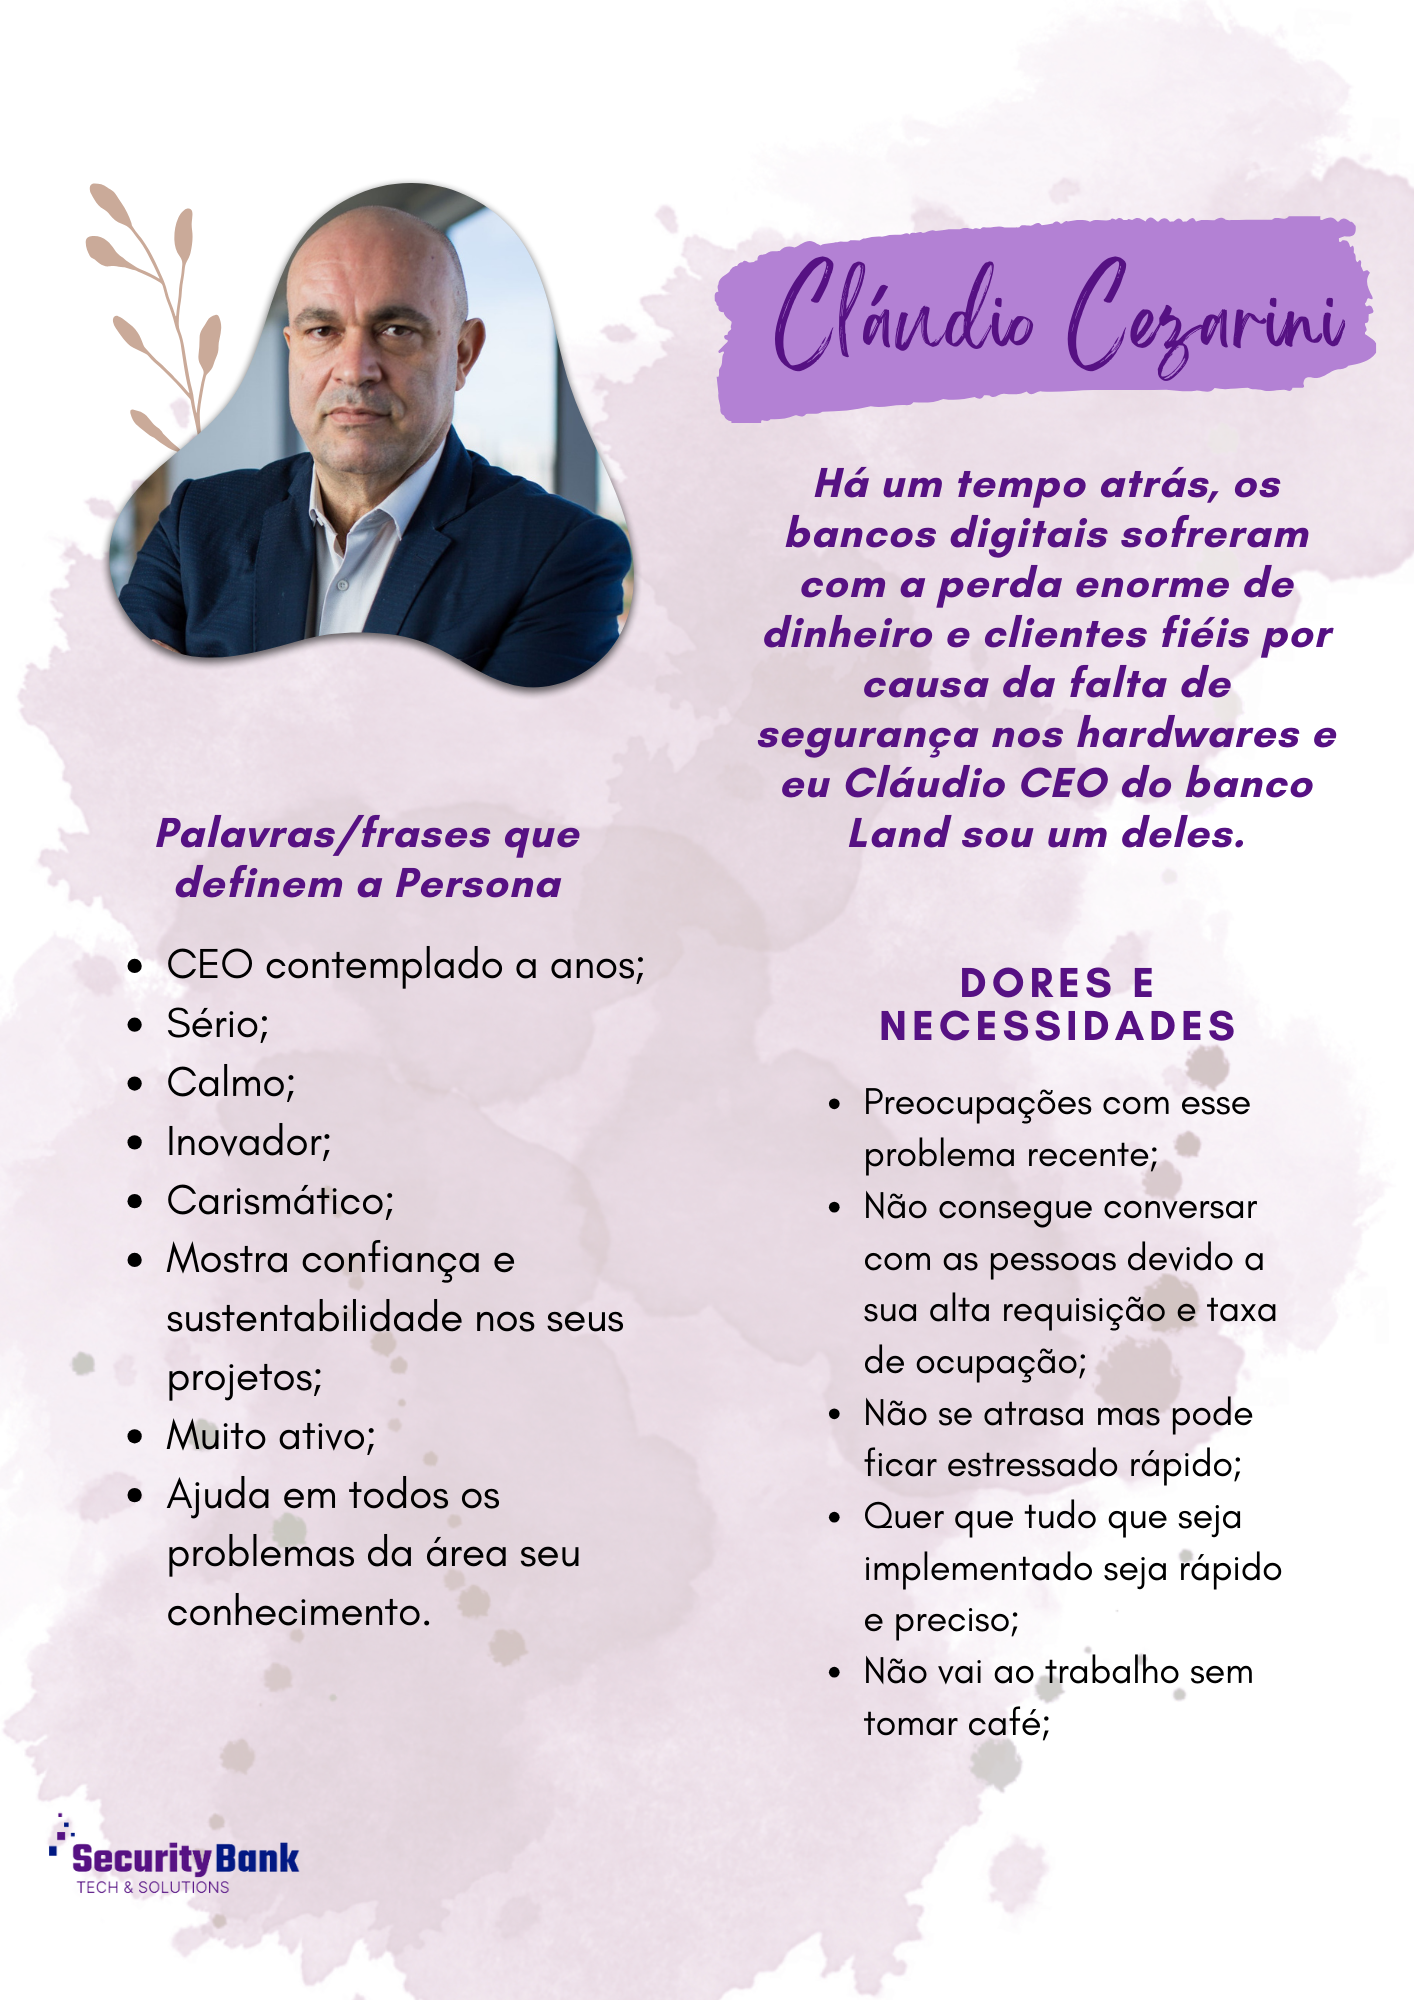 Cláudio Cezarini
Há um tempo atrás, os
bancos digitais sofreram
com a perda enorme de
dinheiro e clientes fiéis por
causa da falta de
segurança nos hardwares e
eu Cláudio CEO do banco
Land sou um deles.
Palavras/frases que
definem a Persona
• CEO contemplado a anos;
• Sério;
• Calmo;
• Inovador;
• Carismático;
• Mostra confiança e
sustentabilidade nos seus
projetos;
• Muito ativo;
• Ajuda em todos os
problemas da área seu
conhecimento.
DORES E
NECESSIDADES
• Preocupações com esse
problema recente;
• Não consegue conversar
com as pessoas devido a
sua alta requisição e taxa
de ocupação;
• Não se atrasa mas pode
ficar estressado rápido;
• Quer que tudo que seja
implementado seja rápido
e preciso;
• Não vai ao trabalho sem
tomar café;
SecurityBank
TECH & SOLUTIONS